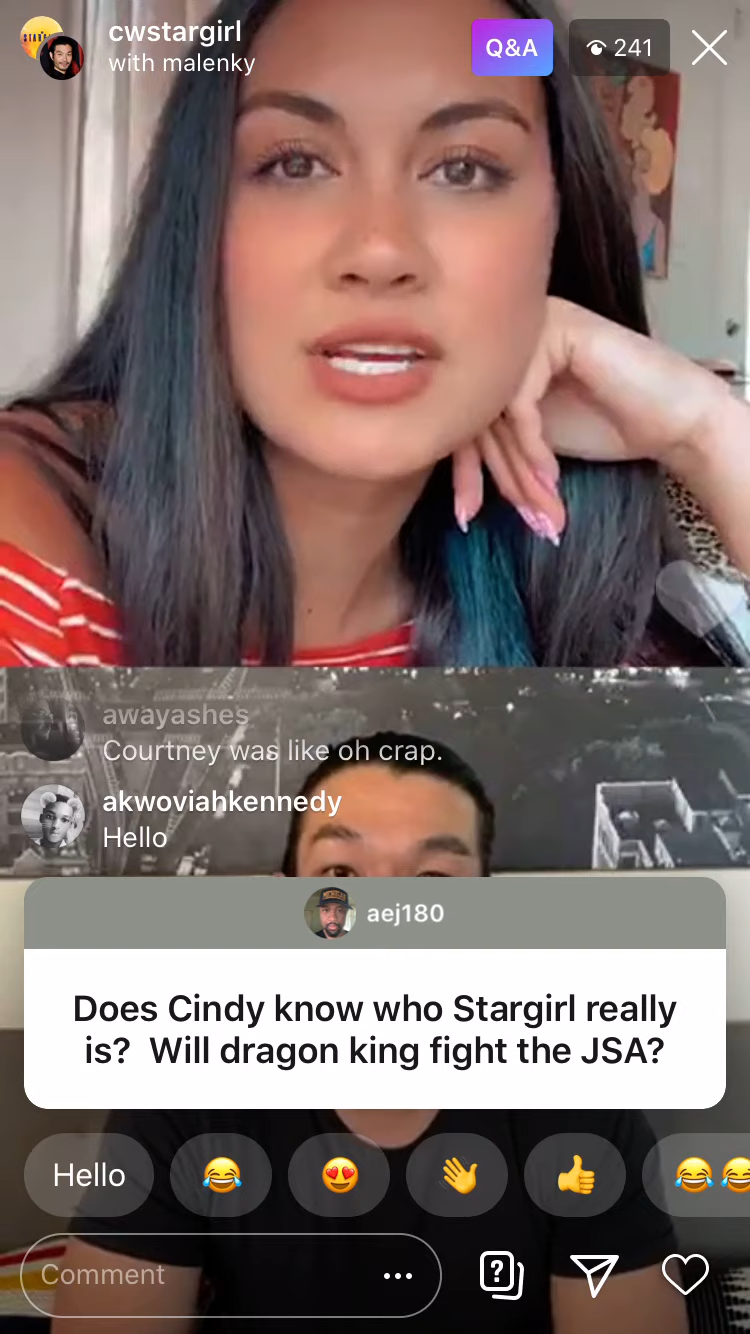 cwstargirl
with malenky
Q&A
241
awayashes
Courtney was like oh crap.
akwoviahkennedy
Hello
aej180
Does Cindy know who Stargirl really
is?  Will dragon king fight the JSA?
Hello
Comment